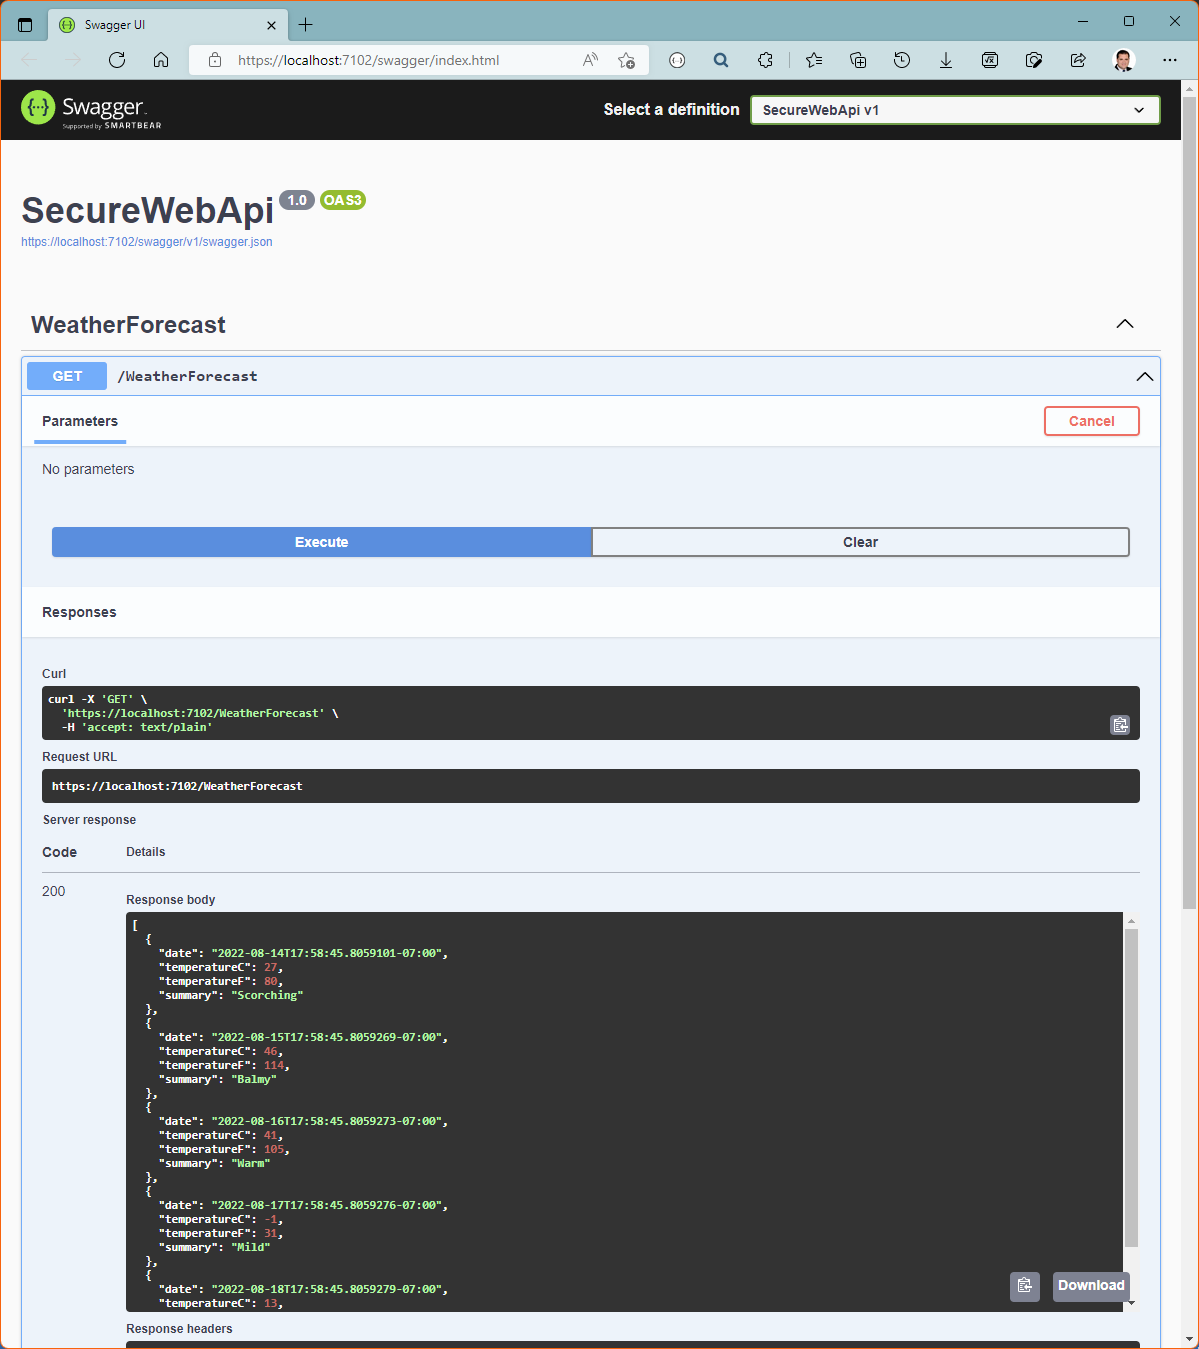 Swagger UI
https://localhost:7102/swagger/index.html
Swagger
Supported by SMARTBEAR
Select a definition
SecureWebApi v1
SecureWebApi 1.0 OAS3
https://localhost:7102/swagger/v1/swagger.json
WeatherForecast
GET /WeatherForecast
Parameters
Cancel
No parameters
Execute
Clear
Responses
Curl
curl -X 'GET' \
'https://localhost:7102/WeatherForecast' \
-H 'accept: text/plain'
Request URL
https://localhost:7102/WeatherForecast
Server response
Code Details
200
Response body
[
{
"date": "2022-08-14T17:58:45.8059101-07:00",
"temperatureC": 27,
"temperatureF": 80,
"summary": "Scorching"
},
{
"date": "2022-08-15T17:58:45.8059269-07:00",
"temperatureC": 46,
"temperatureF": 114,
"summary": "Balmy"
},
{
"date": "2022-08-16T17:58:45.8059273-07:00",
"temperatureC": 41,
"temperatureF": 105,
"summary": "Warm"
},
{
"date": "2022-08-17T17:58:45.8059276-07:00",
"temperatureC": -1,
"temperatureF": 31,
"summary": "Mild"
},
{
"date": "2022-08-18T17:58:45.8059279-07:00",
"temperatureC": 13,
Download
Response headers